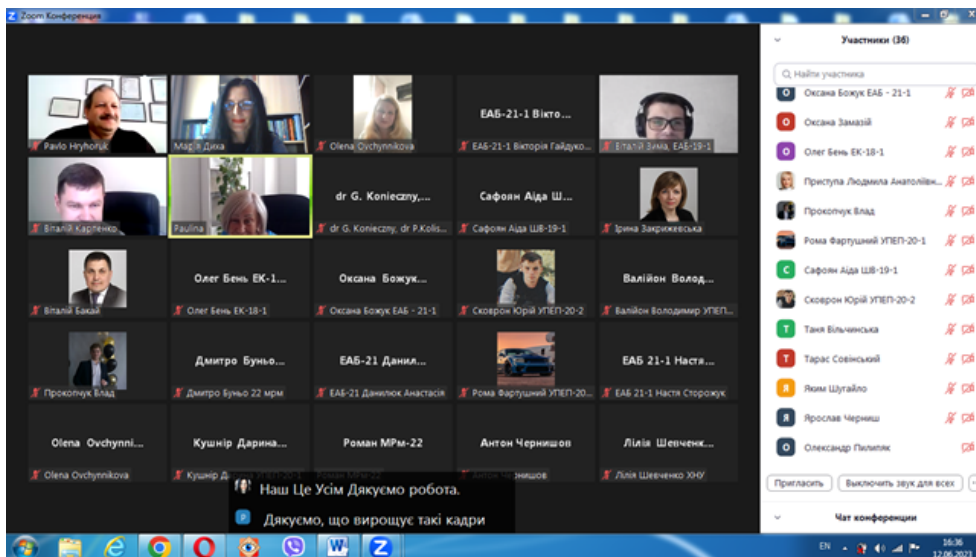 Zoom Конференция
Pavlo Hryhoruk
Марія Диха
Olena Ovchynnikova
ЕАБ-21-1 Вікто...
ЕАБ-21-1 Вікторія Гайдуко...
Віталій Зима, ЕАБ-19-1
Віталій Карпенко
Paulina
dr G. Konieczny,...
dr G. Konieczny, dr P.Kolis...
Сафоян Аіда Ш...
Сафоян Аіда ШВ-19-1
Ірина Закрижевська
Віталій Бакай
Олег Бень ЕК-1...
Олег Бень ЕК-18-1
Оксана Божук...
Оксана Божук ЕАБ - 21-1
Сковрон Юрій УПЕП-20-2
Валійон Волод...
Валійон Володимир УПЕП...
Прокопчук Влад
Дмитро Буньо...
Дмитро Буньо 22 мрм
ЕАБ-21 Данил...
ЕАБ-21 Данилюк Анастасія
Рома Фартушний УПЕП-20...
ЕАБ 21-1 Настя...
ЕАБ 21-1 Настя Сторожук
Olena Ovchynni...
Olena Ovchynnikova
Кушнір Дарина...
Роман МРм-22
Антон Чернишов
Лілія Шевченк...
Лілія Шевченко ХНУ
Наш Це Усім Дякуємо робота.
Дякуємо, що вирощує такі кадри
Участники (36)
Найти участника
Оксана Божук ЕАБ - 21-1
Оксана Замазій
Олег Бень ЕК-18-1
Приступа Людмила Анатоліївн...
Прокопчук Влад
Рома Фартушний УПЕП-20-1
Сафоян Аіда ШВ-19-1
Сковрон Юрій УПЕП-20-2
Таня Вільчинська
Тарас Совінський
Яким Шугайло
Ярослав Черниш
Олександр Пилипяк
Пригласить
Выключить звук для всех
Чат конференции
EN
16:36
12.06.2023